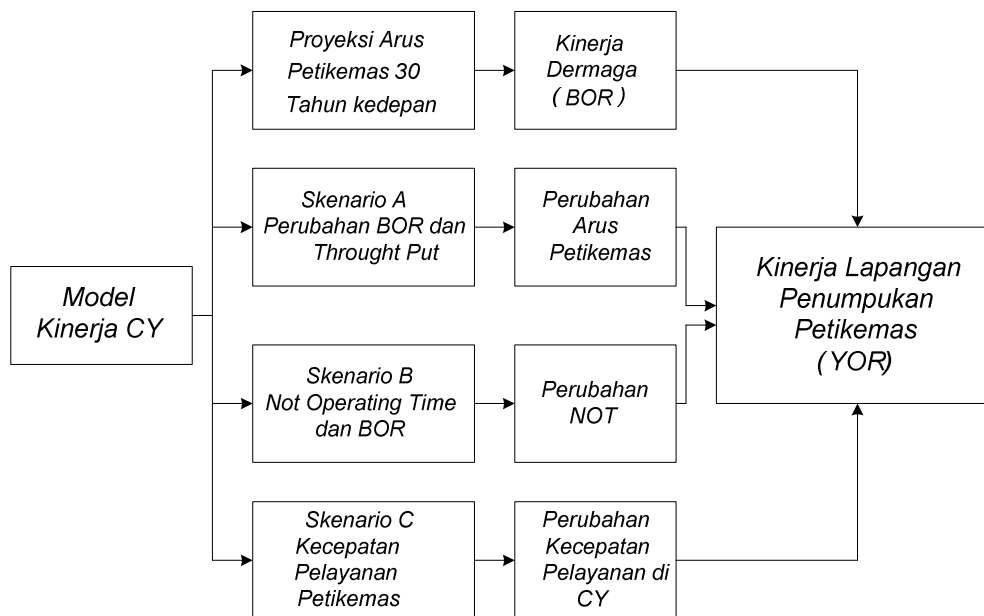 Model
Kinerja CY
Proyeksi Arus
Petikemas 30
Tahun kedepan
Kinerja
Dermaga
( BOR )
Skenario A
Perubahan BOR dan
Throught Put
Perubahan
Arus
Petikemas
Skenario B
Not Operating Time
dan BOR
Perubahan
NOT
Skenario C
Kecepatan
Pelayanan
Petikemas
Perubahan
Kecepatan
Pelayanan di
CY
Kinerja Lapangan
Penumpukan
Petikemas
(YOR)